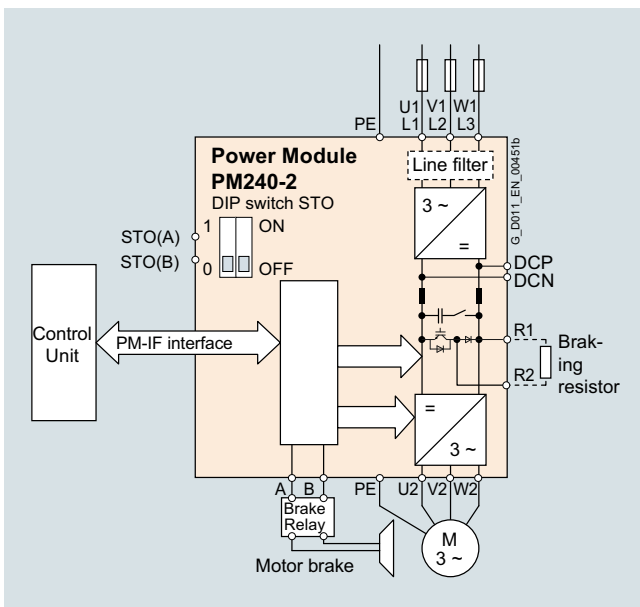 U1 V1 W1
PE L1 L2 L3
Power Module
PM240-2
DIP switch STO
Line filter
G_D011_EN_00451b
1 ON
STO(A)
STO(B)
0 OFF
3 ~
=
DCP
DCN
Control
Unit
PM-IF interface
R1
R2
Brak-
ing
resistor
=
3 ~
A B PE U2 V2 W2
Brake
Relay
Motor brake
M
3 ~